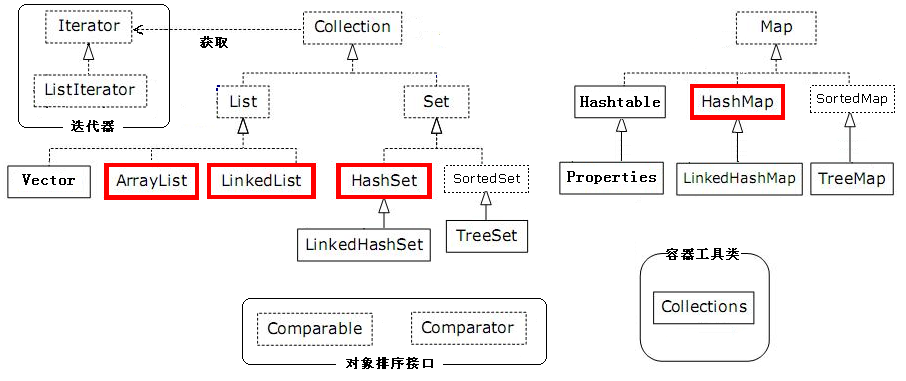 Iterator
获取
Collection
Map
ListIterator
迭代器
List
Set
Hashtable
HashMap
SortedMap
Vector
ArrayList
LinkedList
HashSet
SortedSet
Properties
LinkedHashMap
TreeMap
LinkedHashSet
TreeSet
容器工具类
Collections
Comparable
Comparator
对象排序接口